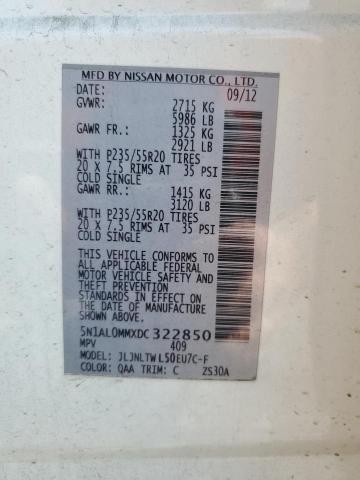 MFD BY NISSAN MOTOR CO., LTD.
DATE: 09/12
GVWR: 2715 KG
5986 LB
GAWR FR.: 1325 KG
2921 LB
WITH P235/55R20 TIRES
20 X 7.5 RIMS AT 35 PSI
COLD SINGLE
GAWR RR.: 1415 KG
3120 LB
WITH P235/55R20 TIRES
20 X 7.5 RIMS AT 35 PSI
COLD SINGLE
THIS VEHICLE CONFORMS TO
ALL APPLICABLE FEDERAL
MOTOR VEHICLE SAFETY AND
THEFT PREVENTION
STANDARDS IN EFFECT ON
THE DATE OF MANUFACTURE
SHOWN ABOVE
5N1AL0MMXDC322850
MPV 409
MODEL: JLJNLTWL50EU7C-F
COLOR: QAA TRIM: C ZS30A